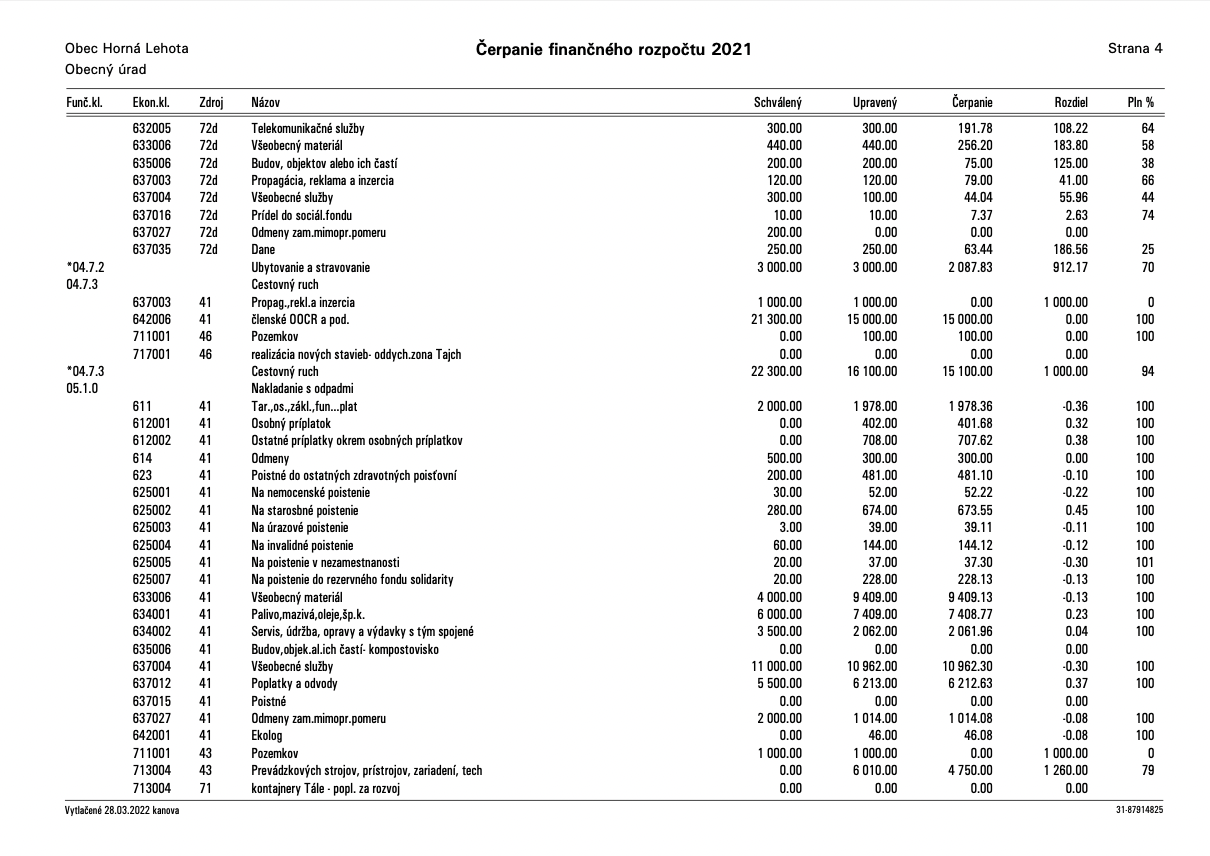 Obec Horná Lehota Čerpanie finančného rozpočtu 2021 Strana 4
Obecný úrad
Funč.kl. Ekon.kl. Zdroj Názov Schválený Upravený Čerpanie Rozdiel Pln %
632005 72d Telekomunikačné služby 300.00 300.00 191.78 108.22 64
633006 72d Všeobecný materiál 440.00 440.00 256.20 183.80 58
635006 72d Budov, objektov alebo ich častí 200.00 200.00 75.00 125.00 38
637003 72d Propagácia, reklama a inzercia 120.00 120.00 79.00 41.00 66
637004 72d Všeobecné služby 300.00 100.00 44.04 55.96 44
637016 72d Prídel do sociál.fondu 10.00 10.00 7.37 2.63 74
637027 72d Odmeny zam.mimopr.pomeru 200.00 0.00 0.00 0.00
637035 72d Dane 250.00 250.00 63.44 186.56 25
*04.7.2 Ubytovanie a stravovanie 3 000.00 3 000.00 2 087.83 912.17 70
04.7.3 Cestovný ruch
637003 41 Propag.,rekl.a inzercia 1 000.00 1 000.00 0.00 1 000.00 0
642006 41 členské OOCR a pod. 21 300.00 15 000.00 15 000.00 0.00 100
711001 46 Pozemkov 0.00 100.00 100.00 0.00 100
717001 46 realizácia nových stavieb- oddych.zona Tajch 0.00 0.00 0.00 0.00
*04.7.3 Cestovný ruch 22 300.00 16 100.00 15 100.00 1 000.00 94
05.1.0 Nakladanie s odpadmi
611 41 Tar.,os.,zákl.,fun...plat 2 000.00 1 978.00 1 978.36 -0.36 100
612001 41 Osobný príplatok 0.00 402.00 401.68 0.32 100
612002 41 Ostatné príplatky okrem osobných príplatkov 0.00 708.00 707.62 0.38 100
614 41 Odmeny 500.00 300.00 300.00 0.00 100
623 41 Poistné do ostatných zdravotných poisťovní 200.00 481.00 481.10 -0.10 100
625001 41 Na nemocenské poistenie 30.00 52.00 52.22 -0.22 100
625002 41 Na starosbné poistenie 280.00 674.00 673.55 0.45 100
625003 41 Na úrazové poistenie 3.00 39.00 39.11 -0.11 100
625004 41 Na invalidné poistenie 60.00 144.00 144.12 -0.12 100
625005 41 Na poistenie v nezamestnanosti 20.00 37.00 37.30 -0.30 101
625007 41 Na poistenie do rezervného fondu solidarity 20.00 228.00 228.13 -0.13 100
633006 41 Všeobecný materiál 4 000.00 9 409.00 9 409.13 -0.13 100
634001 41 Palivo,mazivá,oleje,šp.k. 6 000.00 7 409.00 7 408.77 0.23 100
634002 41 Servis, údržba, opravy a výdavky s tým spojené 3 500.00 2 062.00 2 061.96 0.04 100
635006 41 Budov,objek.al.ich častí- kompostovisko 0.00 0.00 0.00 0.00
637004 41 Všeobecné služby 11 000.00 10 962.00 10 962.30 -0.30 100
637012 41 Poplatky a odvody 5 500.00 6 213.00 6 212.63 0.37 100
637015 41 Poistné 0.00 0.00 0.00 0.00
637027 41 Odmeny zam.mimopr.pomeru 2 000.00 1 014.00 1 014.08 -0.08 100
642001 41 Ekolog 0.00 46.00 46.08 -0.08 100
711001 43 Pozemkov 1 000.00 1 000.00 0.00 1 000.00 0
713004 43 Prevádzkových strojov, prístrojov, zariadení, tech 0.00 6 010.00 4 750.00 1 260.00 79
713004 71 kontajnery Tále - popl. za rozvoj 0.00 0.00 0.00 0.00
Vytlačené 28.03.2022 kanova 31-87914825